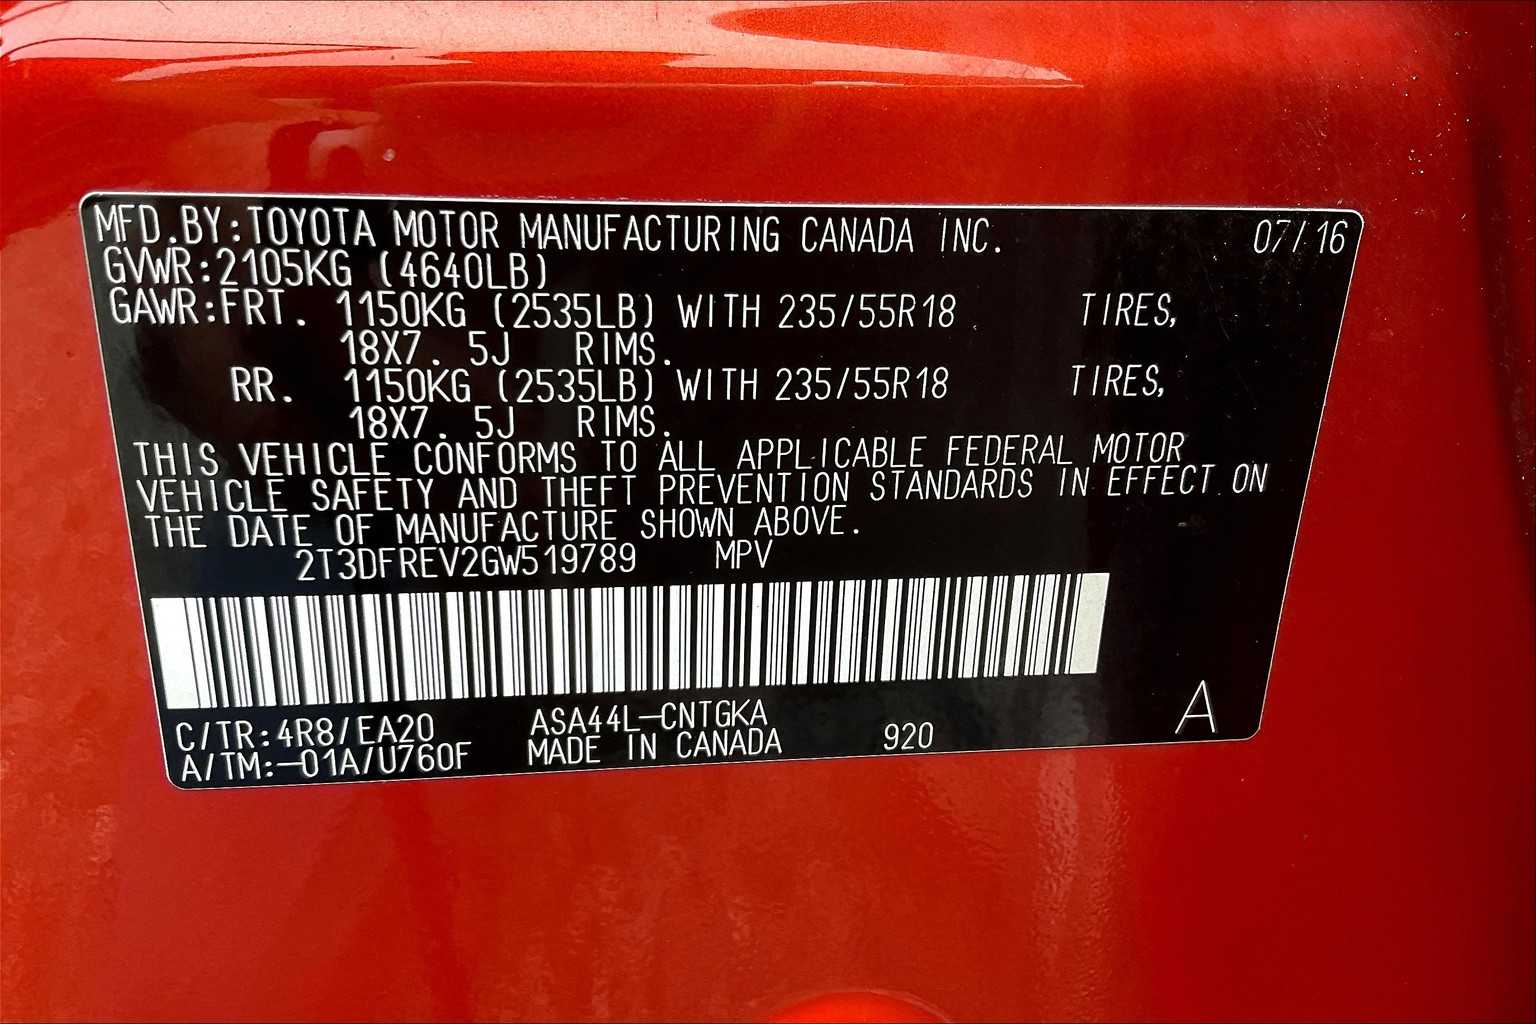 MFD.BY:TOYOTA MOTOR MANUFACTURING CANADA INC. 07/16
GVWR:2105KG (4640LB)
GAWR:FRT. 1150KG (2535LB) WITH 235/55R18 TIRES,
18X7.5J RIMS.
RR. 1150KG (2535LB) WITH 235/55R18 TIRES,
18X7.5J RIMS.
THIS VEHICLE CONFORMS TO ALL APPLICABLE FEDERAL MOTOR
VEHICLE SAFETY AND THEFT PREVENTION STANDARDS IN EFFECT ON
THE DATE OF MANUFACTURE SHOWN ABOVE.
2T3DFREV2GW519789 MPV
C/TR:4R8/EA20 ASA44L-CNTGKA
A/TM:-01A/U760F MADE IN CANADA 920 A